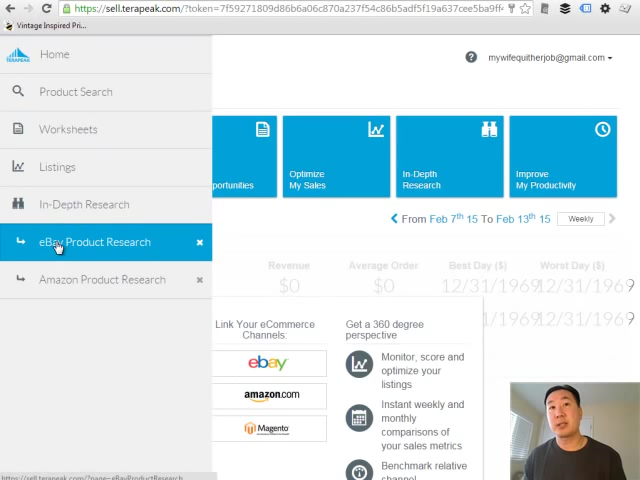 https://sell.terapeak.com/?token=7f59271809d86b6a06c870a237f54c86b5adf5f19a637cee5ba9ff4
Vintage Inspired Pri...
TERAPEAK
Home
mywifequitherjob@gmail.com
Product Search
Worksheets
Listings
In-Depth Research
eBay Product Research
Amazon Product Research
pportunities
Optimize
My Sales
In-Depth
Research
Improve
My Productivity
From Feb 7th 15 To Feb 13th 15
Weekly
Revenue
Average Order
Best Day ($)
Worst Day ($)
$0
$0
12/31/1969
12/31/1969
Link Your eCommerce
Channels:
ebay
amazon.com
Magento
Get a 360 degree
perspective
Monitor, score and
optimize your
listings
Instant weekly and
monthly
comparisons of
your sales metrics
Benchmark relative
channel
https://sell.terapeak.com/?page=eBayProductResearch